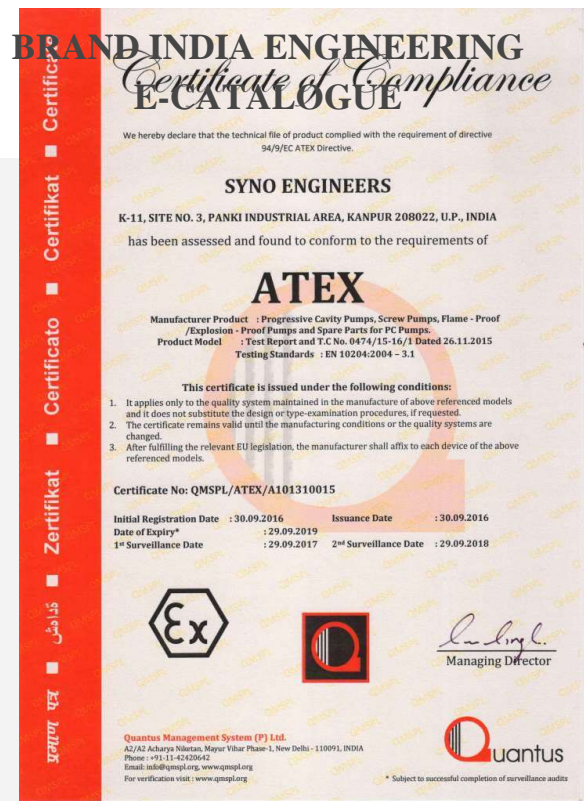 BRAND INDIA ENGINEERING
E-CATALOGUE
Certificate of Compliance
We hereby declare that the technical file of product complied with the requirement of directive
94/9/EC ATEX Directive.
SYNO ENGINEERS
K-11, SITE NO. 3, PANKI INDUSTRIAL AREA, KANPUR 208022, U.P., INDIA
has been assessed and found to conform to the requirements of
ATEX
Manufacturer Product : Progressive Cavity Pumps, Screw Pumps, Flame - Proof
/Explosion - Proof Pumps and Spare Parts for PC Pumps.
Product Model : Test Report and T.C No. 0474/15-16/1 Dated 26.11.2015
Testing Standards : EN 10204:2004 – 3.1
This certificate is issued under the following conditions:
1. It applies only to the quality system maintained in the manufacture of above referenced models
and it does not substitute the design or type-examination procedures, if requested.
2. The certificate remains valid until the manufacturing conditions or the quality systems are
changed.
3. After fulfilling the relevant EU legislation, the manufacturer shall affix to each device of the above
referenced models.
Certificate No: QMSPL/ATEX/A101310015
Initial Registration Date : 30.09.2016 Issuance Date : 30.09.2016
Date of Expiry* : 29.09.2019
1st Surveillance Date : 29.09.2017 2nd Surveillance Date : 29.09.2018
Ex
Managing Director
Quantus Management System (P) Ltd.
A2/A2 Acharya Niketan, Mayur Vihar Phase-1, New Delhi - 110091, INDIA
Phone : +91-11-42420642
Email: info@qmspl.org, www.qmspl.org
For verification visit : www.qmspl.org
Quantus
* Subject to successful completion of surveillance audits
प्रमाण पत्र ■ ■ Zertifikat ■ Certificato ■ Certifikat ■ Certificate